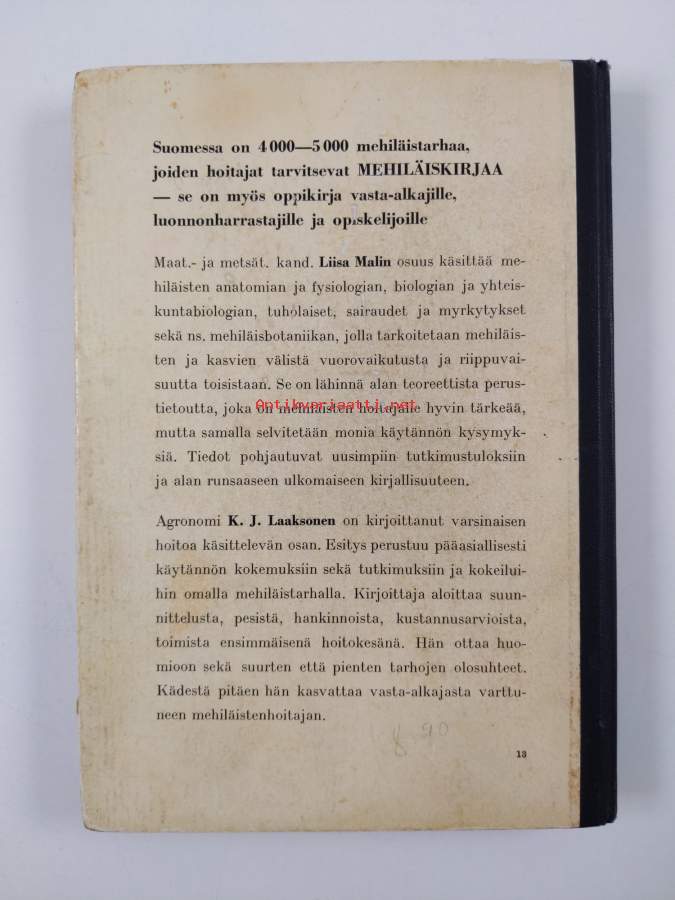 Suomessa on 4 000—5 000 mehiläistarhaa,
joiden hoitajat tarvitsevat MEHILÄISKIRJAA
— se on myös oppikirja vasta-alkajille,
luonnonharrastajille ja opiskelijoille
Maat.- ja metsät. kand. Liisa Malin osuus käsittää me-
hiläisten anatomian ja fysiologian, biologian ja yhteis-
kuntabiologian, tuholaiset, sairaudet ja myrkytykset
sekä ns. mehiläisbotaniikan, jolla tarkoitetaan mehiläis-
ten ja kasvien välistä vuorovaikutusta ja riippuvai-
suutta toisistaan. Se on lähinnä alan teoreettista perus-
Antikvariaatti.net
tietoutta, joka on mehiläisten hoitajalle hyvin tärkeää,
mutta samalla selvitetään monia käytännön kysymyk-
siä. Tiedot pohjautuvat uusimpiin tutkimustuloksiin
ja alan runsaaseen ulkomaiseen kirjallisuuteen.
Agronomi K. J. Laaksonen on kirjoittanut varsinaisen
hoitoa käsittelevän osan. Esitys perustuu pääasiallisesti
käytännön kokemuksiin sekä tutkimuksiin ja kokeilui-
hin omalla mehiläistarhalla. Kirjoittaja aloittaa suun-
nittelusta, pesistä, hankinnoista, kustannusarvioista,
toimista ensimmäisenä hoitokesänä. Hän ottaa huo-
mioon sekä suurten että pienten tarhojen olosuhteet.
Kädestä pitäen hän kasvattaa vasta-alkajasta varttu-
neen mehiläistenhoitajan.
13